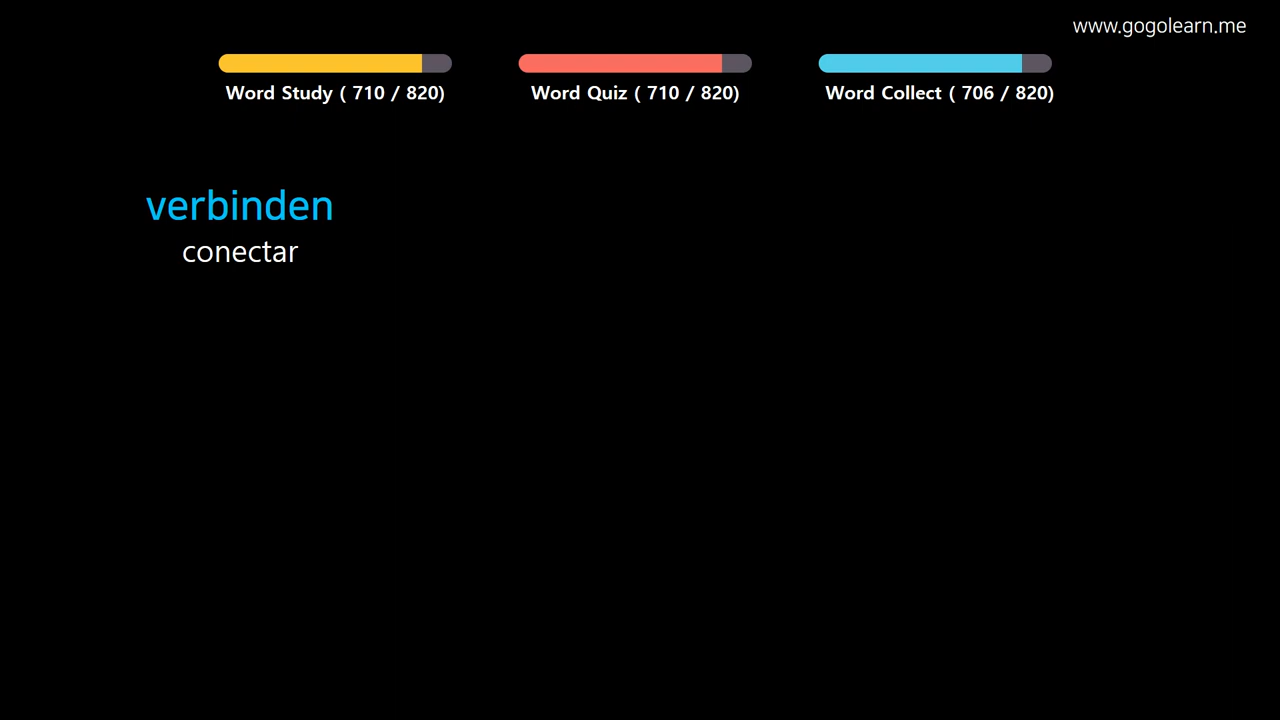 www.gogolearn.me
Word Study ( 710 / 820)
Word Quiz ( 710 / 820)
Word Collect ( 706 / 820)
verbinden
conectar